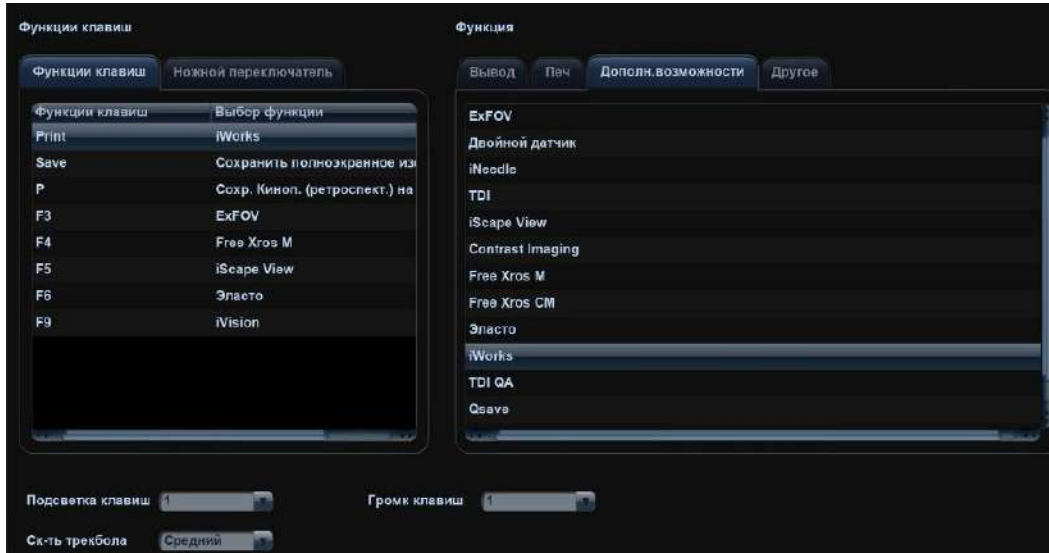 Функции клавиш
Функция
Функции клавиш Ножной переключатель
Вывод Печ Дополн.возможности Другое
Функции клавиш Выбор функции
Print iWorks
Save Сохранить полноэкранное из
P Сохр. Киноп. (ретроспект.) на
F3 ExFOV
F4 Free Xros M
F5 iScape View
F6 Эласто
F9 iVision
ExFOV
Двойной датчик
iNeedle
TDI
iScape View
Contrast Imaging
Free Xros M
Free Xros CM
Эласто
iWorks
TDI QA
Qsave
Подсветка клавиш 1
Громк клавиш 1
Ск-ть трекбола Средний